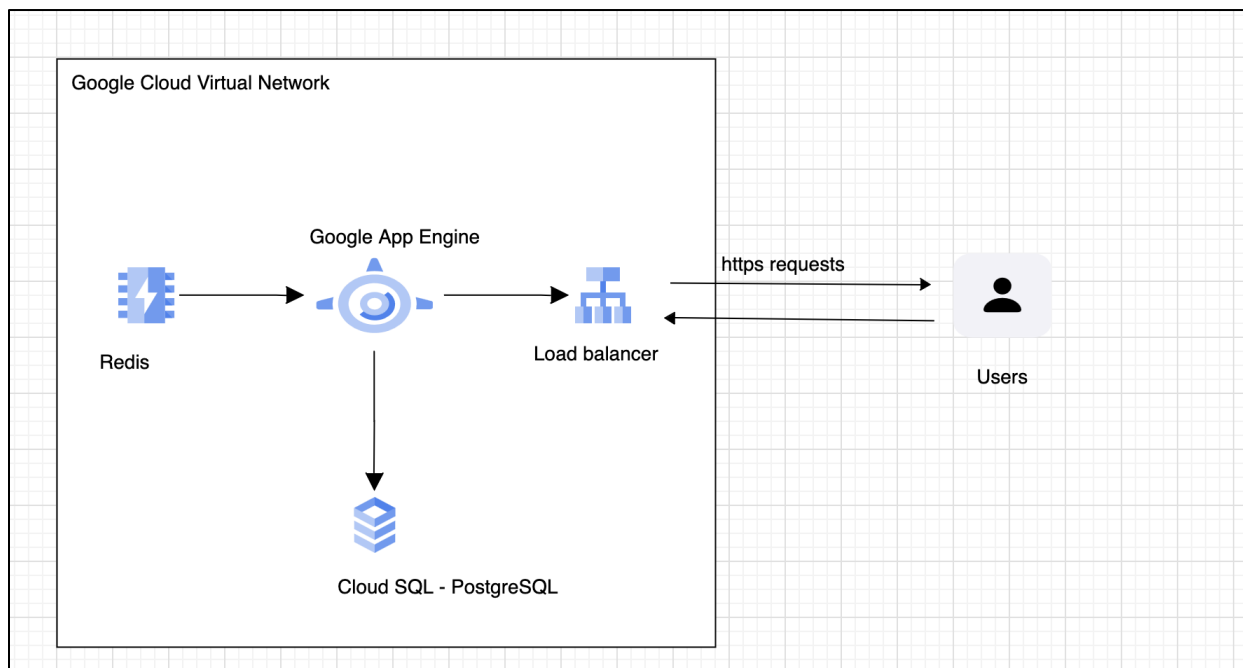 Google Cloud Virtual Network
Google App Engine
https requests
Redis
Load balancer
Users
Cloud SQL - PostgreSQL